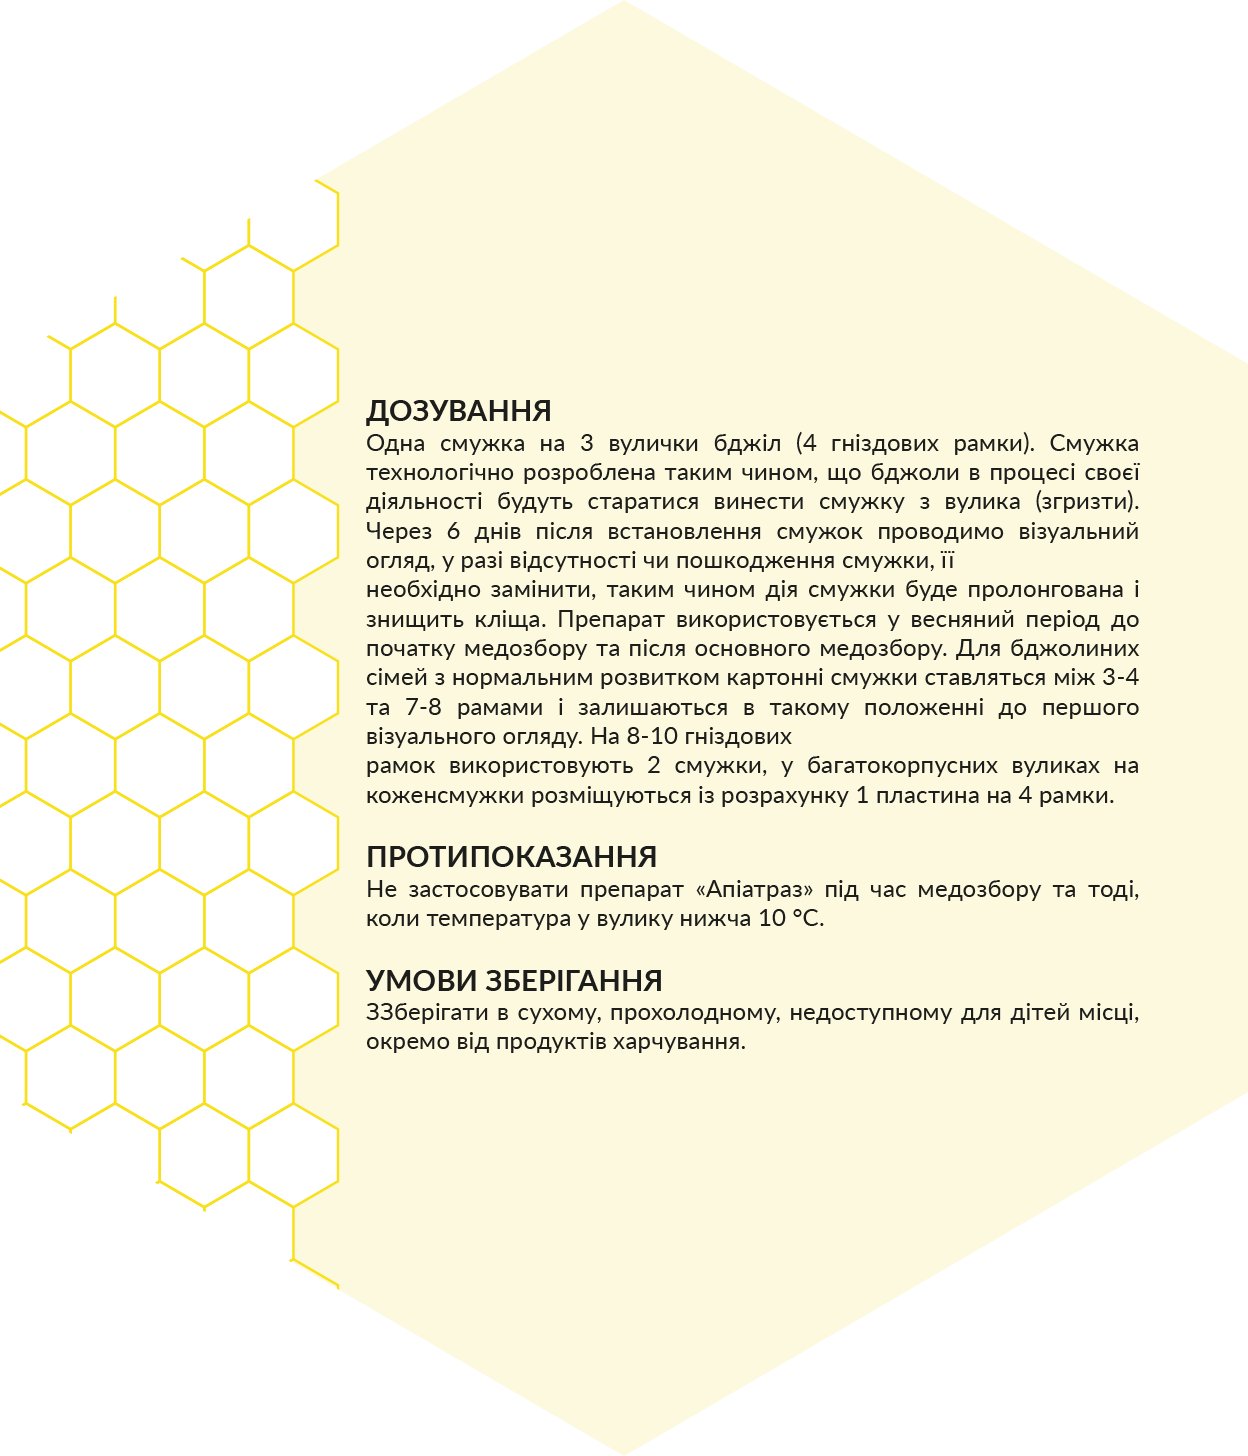 ДОЗУВАННЯ
Одна смужка на 3 вулички бджіл (4 гніздових рамки). Смужка
технологічно розроблена таким чином, що бджоли в процесі своєї
діяльності будуть старатися винести смужку з вулика (згризти).
Через 6 днів після встановлення смужок проводимо візуальний
огляд, у разі відсутності чи пошкодження смужки, її
необхідно замінити, таким чином дія смужки буде пролонгована і
знищить кліща. Препарат використовується у весняний період до
початку медозбору та після основного медозбору. Для бджолиних
сімей з нормальним розвитком картонні смужки ставляться між 3-4
та 7-8 рамами і залишаються в такому положенні до першого
візуального огляду. На 8-10 гніздових
рамок використовують 2 смужки, у багатокорпусних вуликах на
коженсмужки розміщуються із розрахунку 1 пластина на 4 рамки.
ПРОТИПОКАЗАННЯ
Не застосовувати препарат «Апіатраз» під час медозбору та тоді,
коли температура у вулику нижча 10 °C.
УМОВИ ЗБЕРІГАННЯ
ЗЗберігати в сухому, прохолодному, недоступному для дітей місці,
окремо від продуктів харчування.